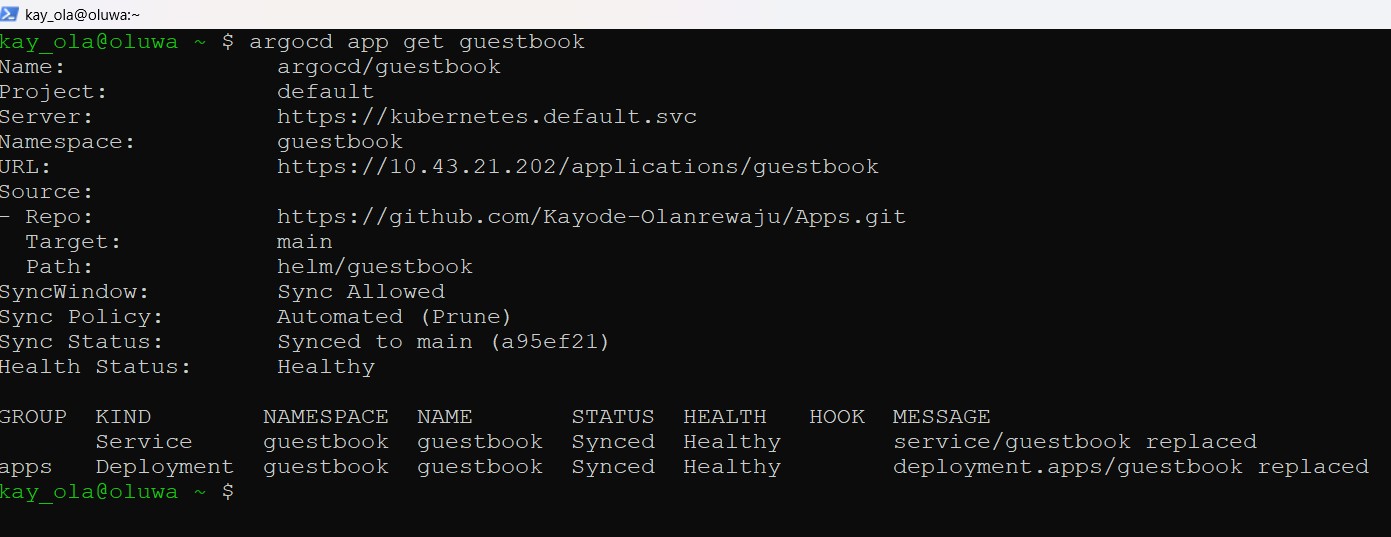 kay_ola@oluwa:~
kay_ola@oluwa ~ $ argocd app get guestbook
Name:               argocd/guestbook
Project:            default
Server:             https://kubernetes.default.svc
Namespace:          guestbook
URL:                https://10.43.21.202/applications/guestbook
Source:
- Repo:             https://github.com/Kayode-Olanrewaju/Apps.git
  Target:           main
  Path:             helm/guestbook
SyncWindow:         Sync Allowed
Sync Policy:        Automated (Prune)
Sync Status:        Synced to main (a95ef21)
Health Status:      Healthy
GROUP  KIND        NAMESPACE  NAME       STATUS  HEALTH   HOOK  MESSAGE
       Service     guestbook  guestbook  Synced  Healthy        service/guestbook replaced
apps   Deployment  guestbook  guestbook  Synced  Healthy        deployment.apps/guestbook replaced
kay_ola@oluwa ~ $